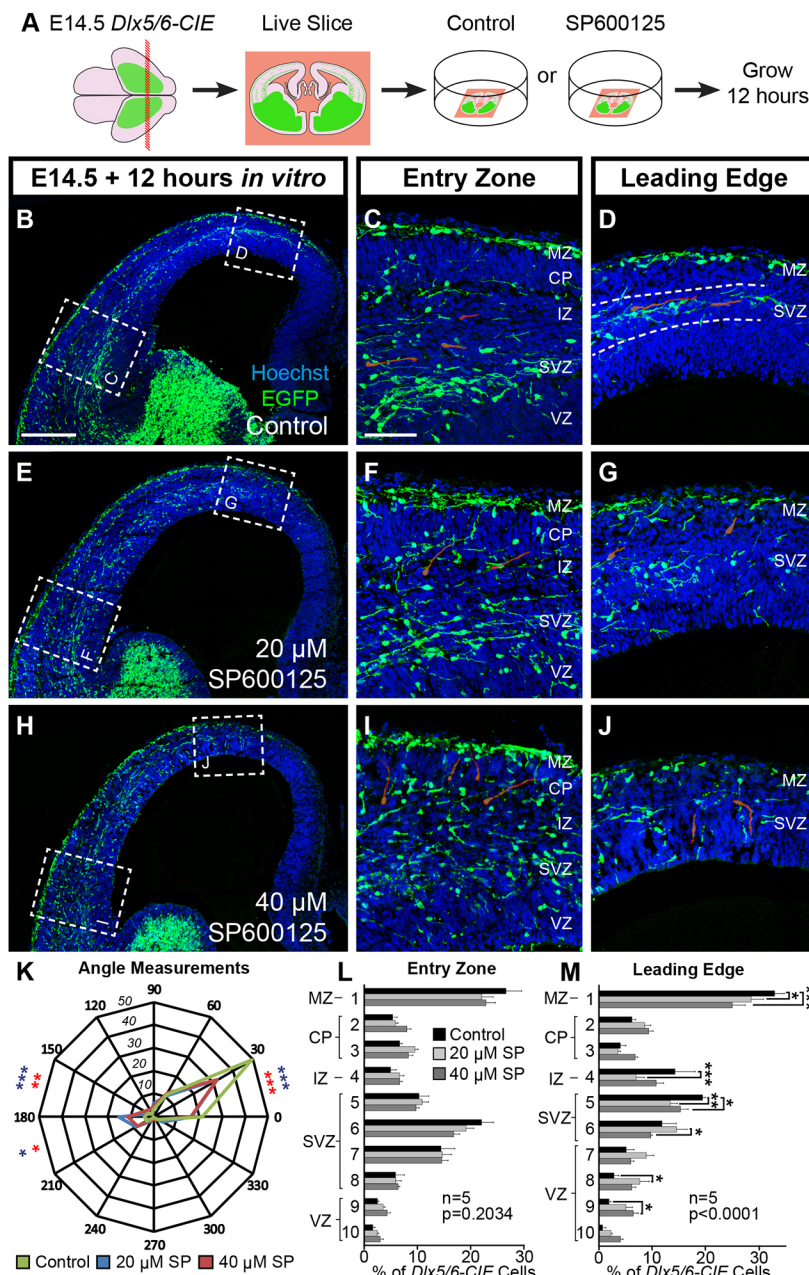 A E14.5 Dlx5/6-CIE Live Slice Control or SP600125 Grow 12 hours
E14.5 + 12 hours in vitro Entry Zone Leading Edge
B D C Hoechst EGFP Control
C MZ CP IZ SVZ VZ
D MZ SVZ
E G F 20 µM SP600125
F MZ CP IZ SVZ VZ
G MZ SVZ
H J I 40 µM SP600125
I MZ CP IZ SVZ VZ
J MZ SVZ
K Angle Measurements
90
120 60
150 30
180 0
210 330
240 300
270
50
40
30
20
10
*** ** *** ***
* *
Control 20 µM SP 40 µM SP
L Entry Zone
MZ 1
CP 2
3
IZ 4
SVZ 5
6
7
8
VZ 9
10
Control
20 µM SP
40 µM SP
n=5
p=0.2034
0 10 20 30
% of Dlx5/6-CIE Cells
M Leading Edge
MZ 1
CP 2
3
IZ 4
SVZ 5
6
VZ 7
8
9
10
n=5
p<0.0001
0 10 20 30
% of Dlx5/6-CIE Cells